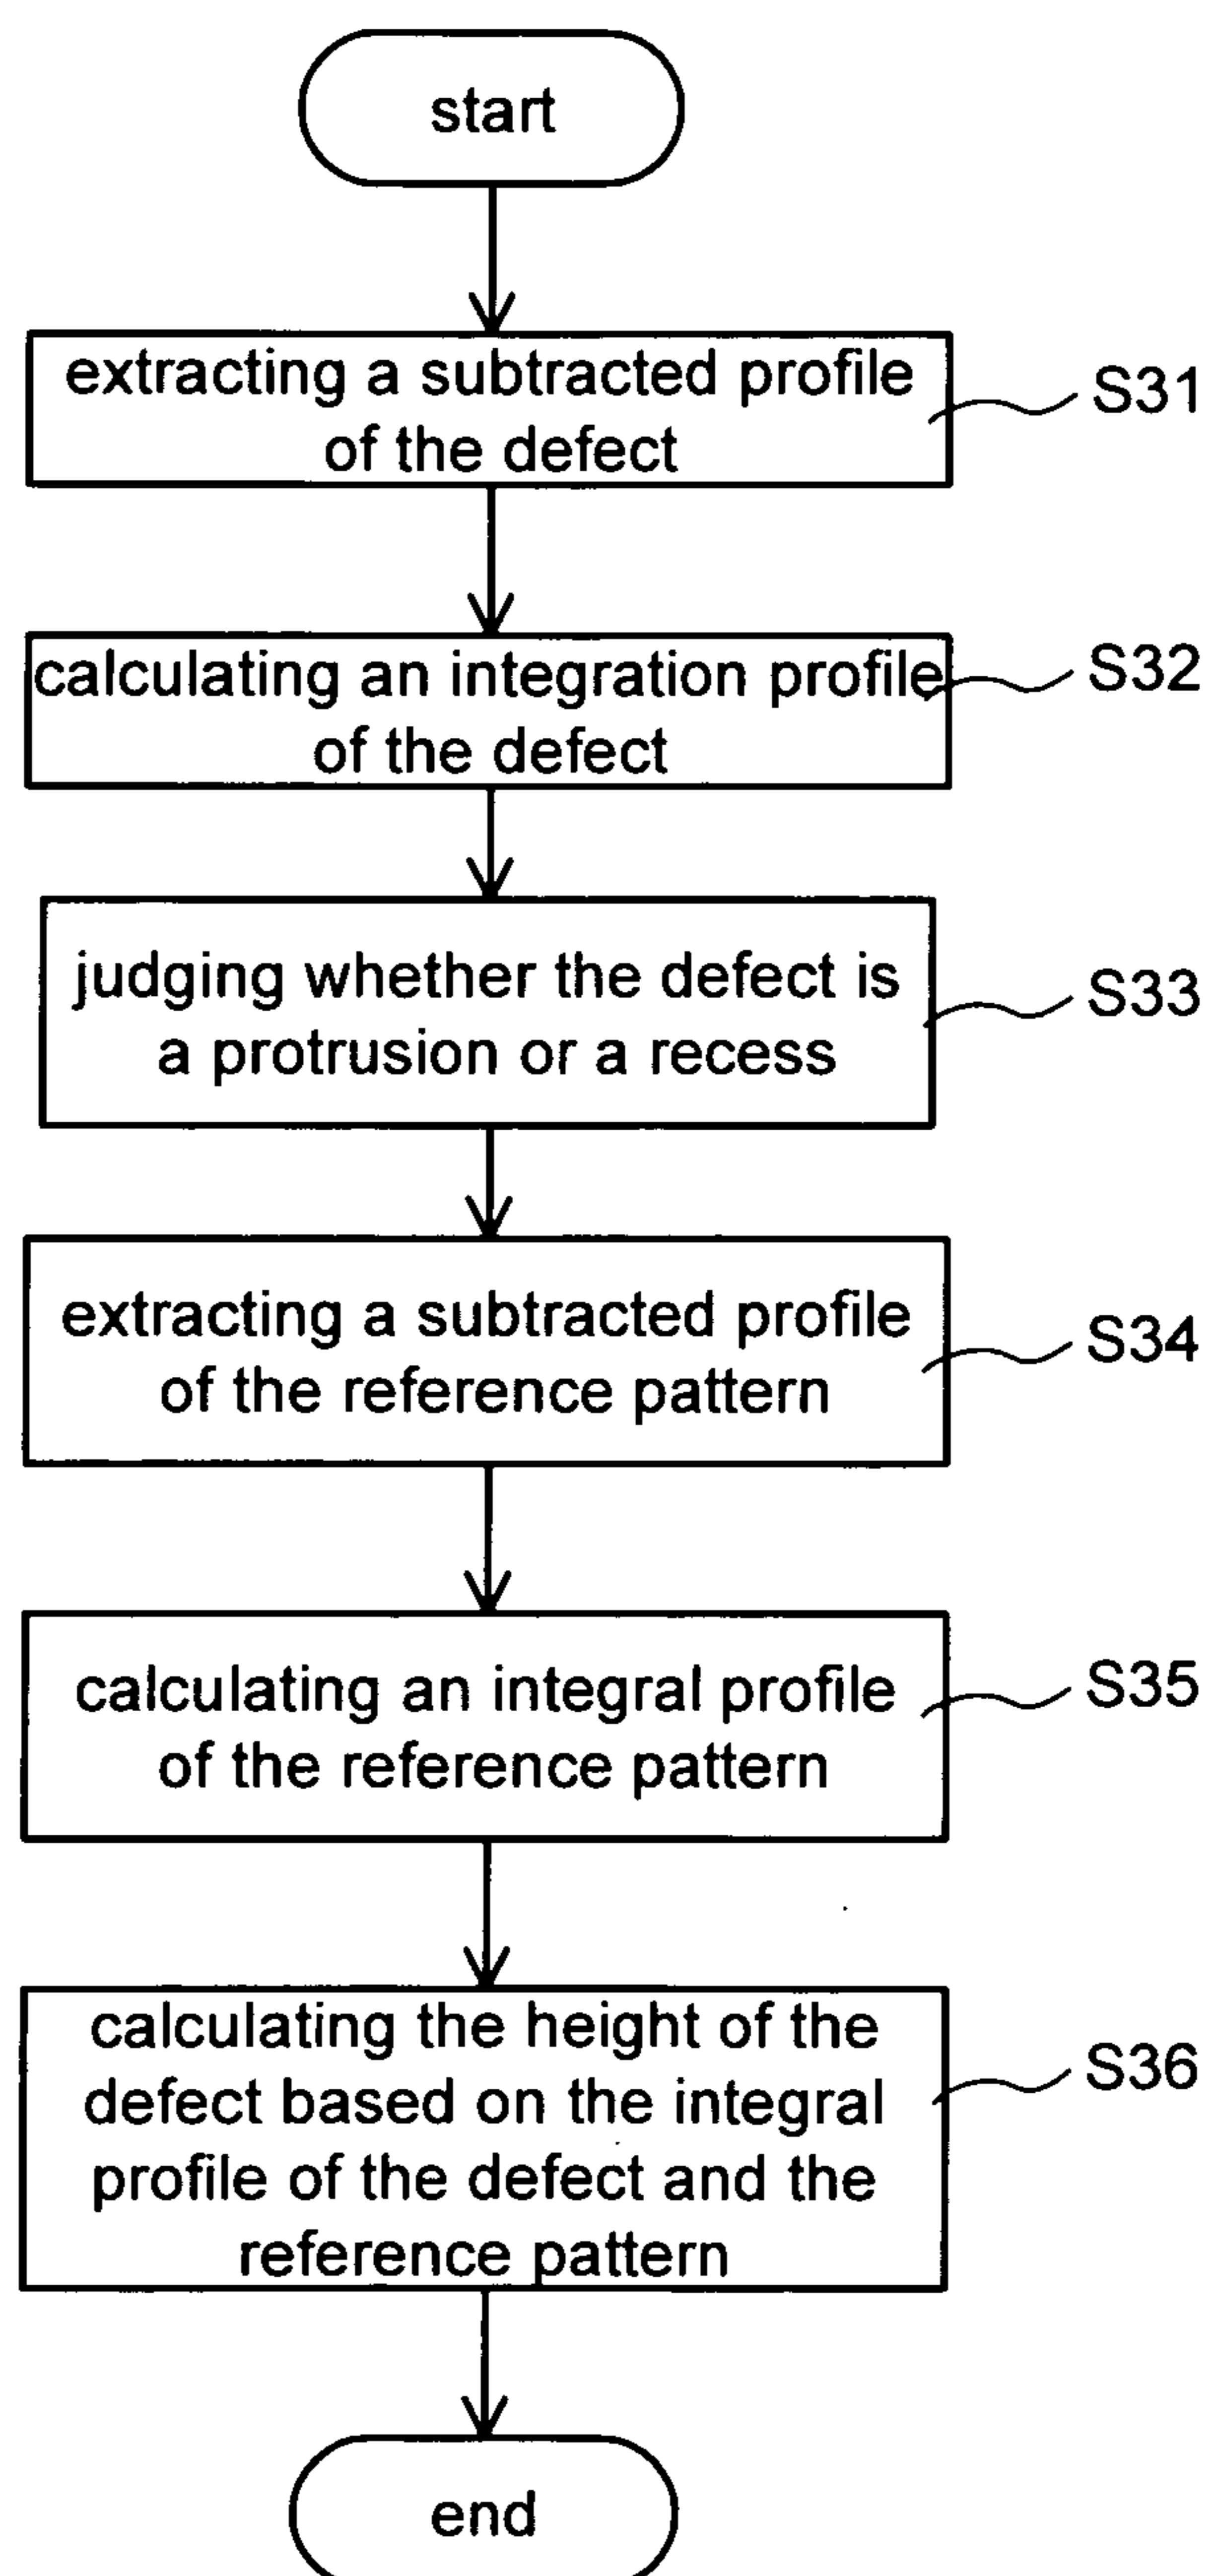 start
extracting a subtracted profile
of the defect
S31
calculating an integration profile
of the defect
S32
judging whether the defect is
a protrusion or a recess
S33
extracting a subtracted profile
of the reference pattern
S34
calculating an integral profile
of the reference pattern
S35
calculating the height of the
defect based on the integral
profile of the defect and the
reference pattern
S36
end